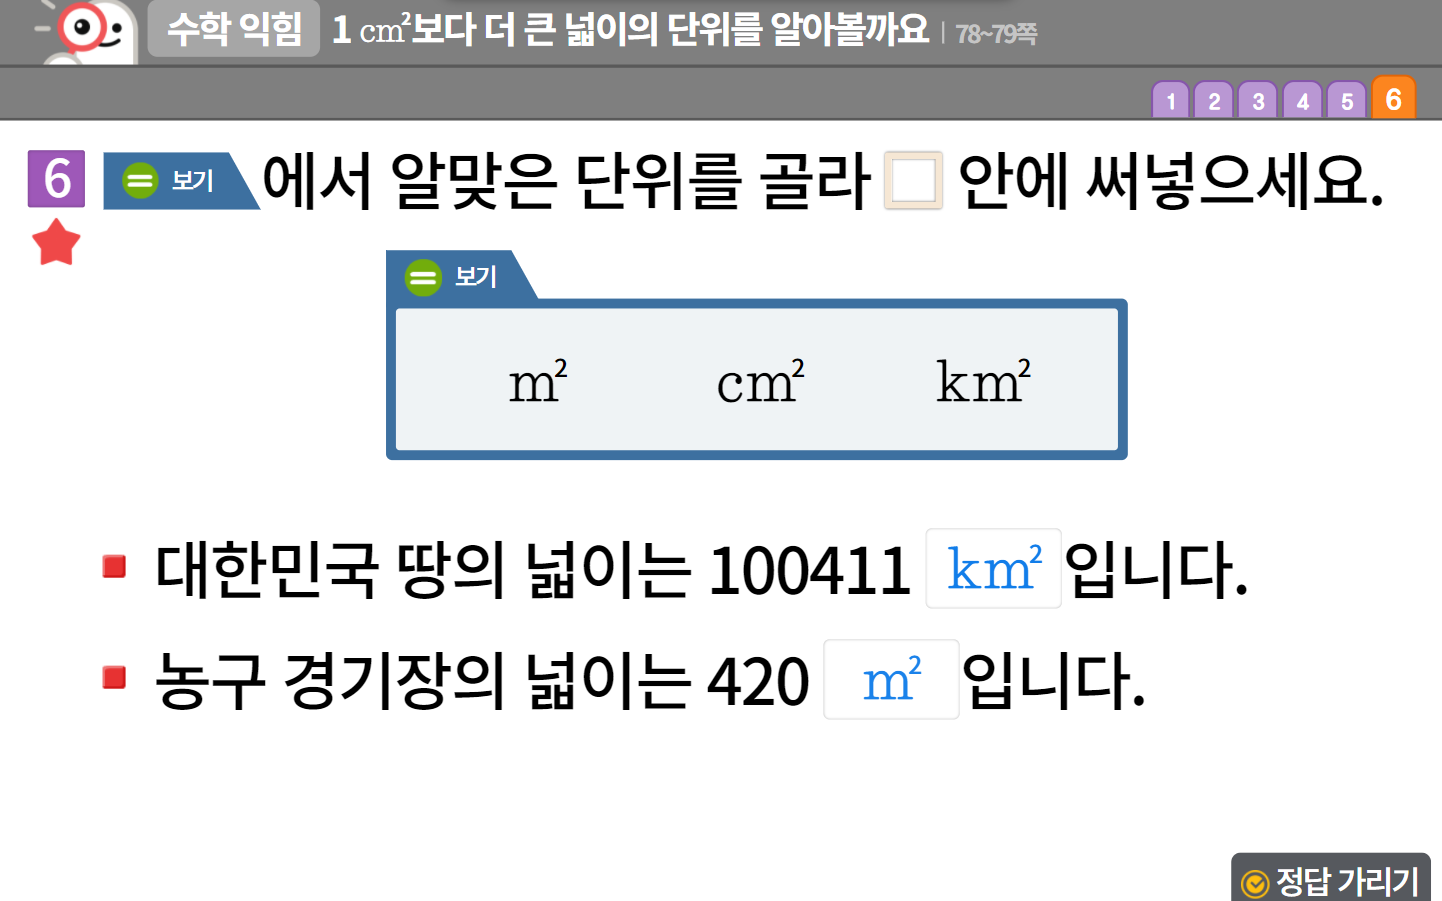 수학 익힘 1 cm²보다 더 큰 넓이의 단위를 알아볼까요 | 78~79쪽
1 2 3 4 5 6
6 보기 에서 알맞은 단위를 골라 □ 안에 써넣으세요.
보기
m² cm² km²
대한민국 땅의 넓이는 100411 km² 입니다.
농구 경기장의 넓이는 420 m² 입니다.
정답 가리기